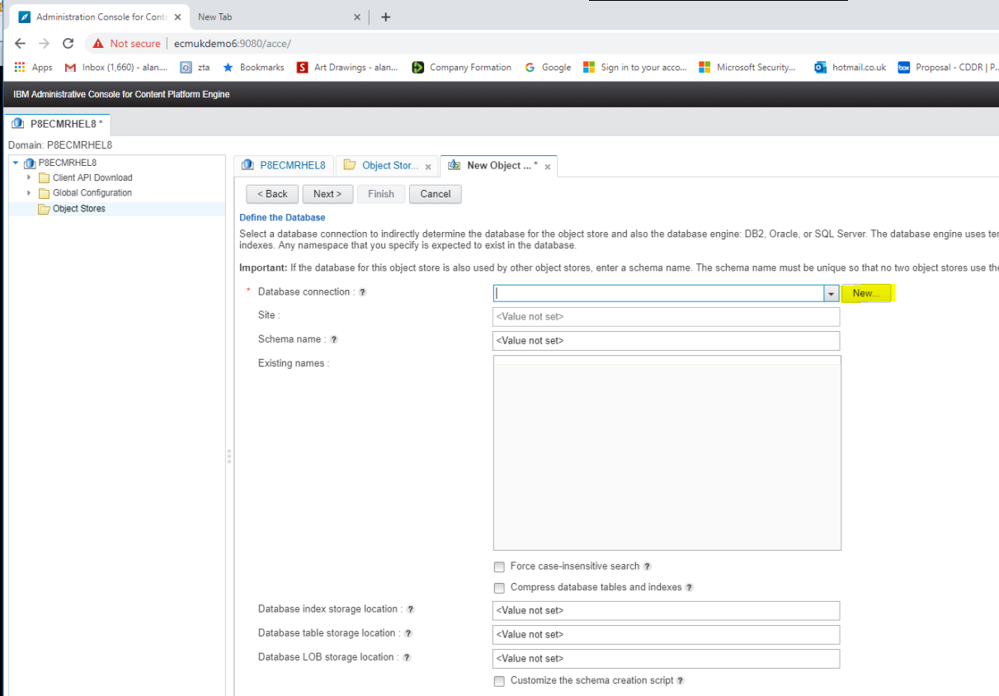 Administration Console for Conte
New Tab
Not secure
ecmukdemo6:9080/acce/
Apps
Inbox (1,660) - alan....
zta
Bookmarks
Art Drawings - alan...
Company Formation
Google
Sign in to your acco...
Microsoft Security...
hotmail.co.uk
box
Proposal - CDDR | P...
IBM Administrative Console for Content Platform Engine
P8ECMRHEL8 *
Domain: P8ECMRHEL8
P8ECMRHEL8
Client API Download
Global Configuration
Object Stores
P8ECMRHEL8
Object Stor...
New Object ... *
< Back
Next >
Finish
Cancel
Define the Database
Select a database connection to indirectly determine the database for the object store and also the database engine: DB2, Oracle, or SQL Server. The database engine uses
indexes. Any namespace that you specify is expected to exist in the database.
Important: If the database for this object store is also used by other object stores, enter a schema name. The schema name must be unique so that no two object stores use
* Database connection : ?
New...
Site :
<Value not set>
Schema name : ?
<Value not set>
Existing names :
Force case-insensitive search ?
Compress database tables and indexes ?
Database index storage location : ?
<Value not set>
Database table storage location : ?
<Value not set>
Database LOB storage location : ?
<Value not set>
Customize the schema creation script ?